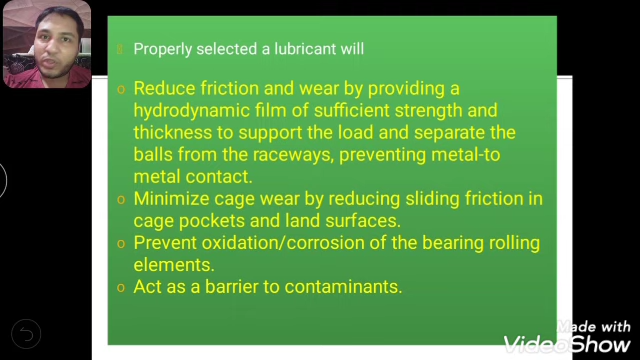 Properly selected a lubricant will
o Reduce friction and wear by providing a
hydrodynamic film of sufficient strength and
thickness to support the load and separate the
balls from the raceways, preventing metal-to
metal contact.
o Minimize cage wear by reducing sliding friction in
cage pockets and land surfaces.
o Prevent oxidation/corrosion of the bearing rolling
elements.
o Act as a barrier to contaminants.
Made with
VideoShow